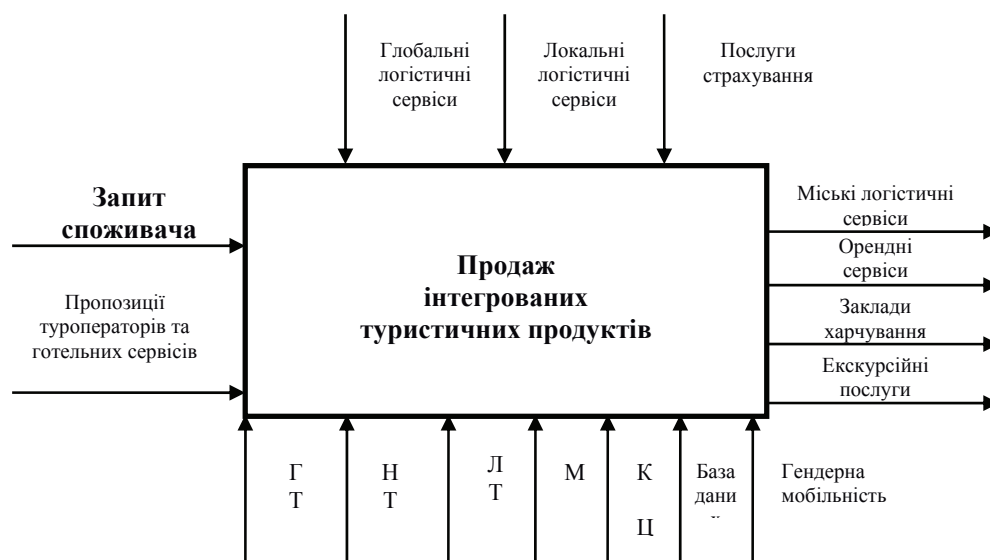 Глобальні
логістичні
сервіси
Локальні
логістичні
сервіси
Послуги
страхування
Запит
споживача
Пропозиції
туроператорів та
готельних сервісів
Продаж
інтегрованих
туристичних продуктів
Міські логістичні
сервіси
Орендні
сервіси
Заклади
харчування
Екскурсійні
послуги
Г
Т
Н
Т
Л
Т
М
К
Ц
База
дани
Гендерна
мобільність